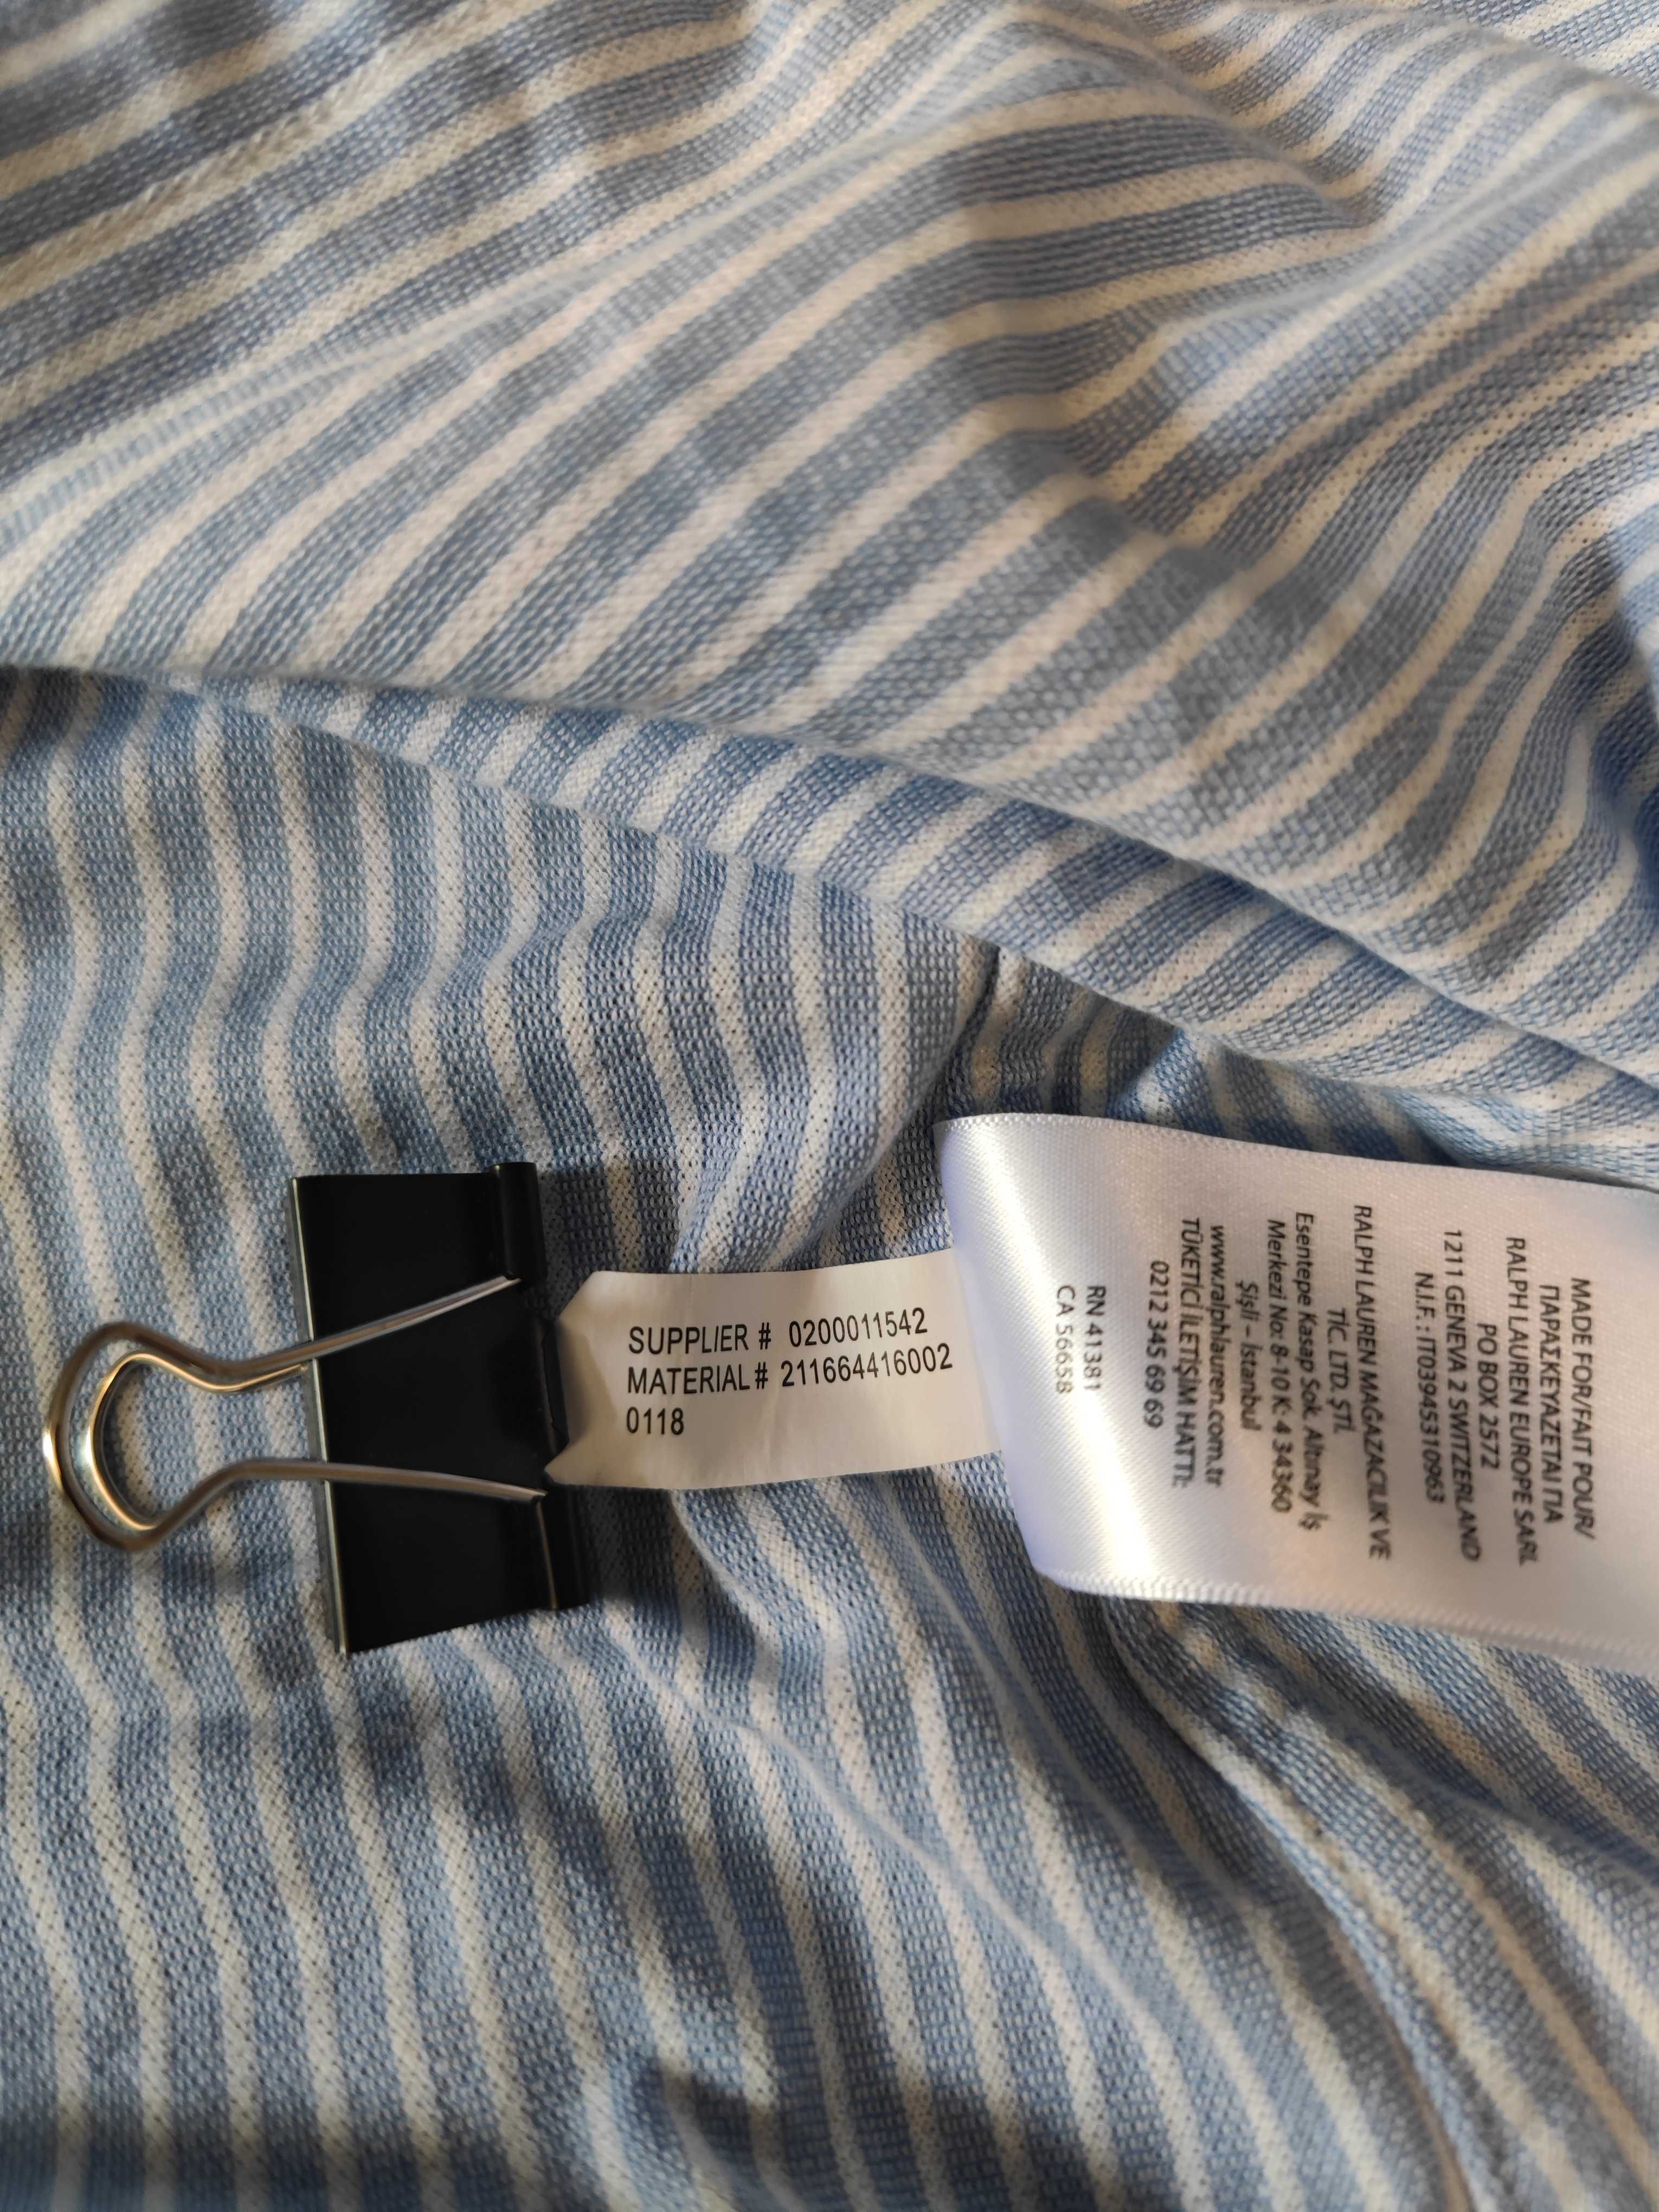 SUPPLIER # 0200011542
MATERIAL# 211664416002
0118
MADE FOR/FAIT POUR/
ΠΑΡΑΣΚΕΥΑΖΕΤΑΙ ΓΙΑ
RALPH LAUREN EUROPE SARL
PO BOX 2572
1211 GENEVA 2 SWITZERLAND
N.I.F.: IT03945310963
RALPH LAUREN MAĞAZACILIK VE
TİC. LTD. ŞTİ.
Esentepe Kasap Sok. Altınay İş
Merkezi No: 8-10 K: 4 34360
Şişli – İstanbul
www.ralphlauren.com.tr
TÜKETİCİ İLETİŞİM HATTI:
0212 345 69 69
RN 41381
CA 56658